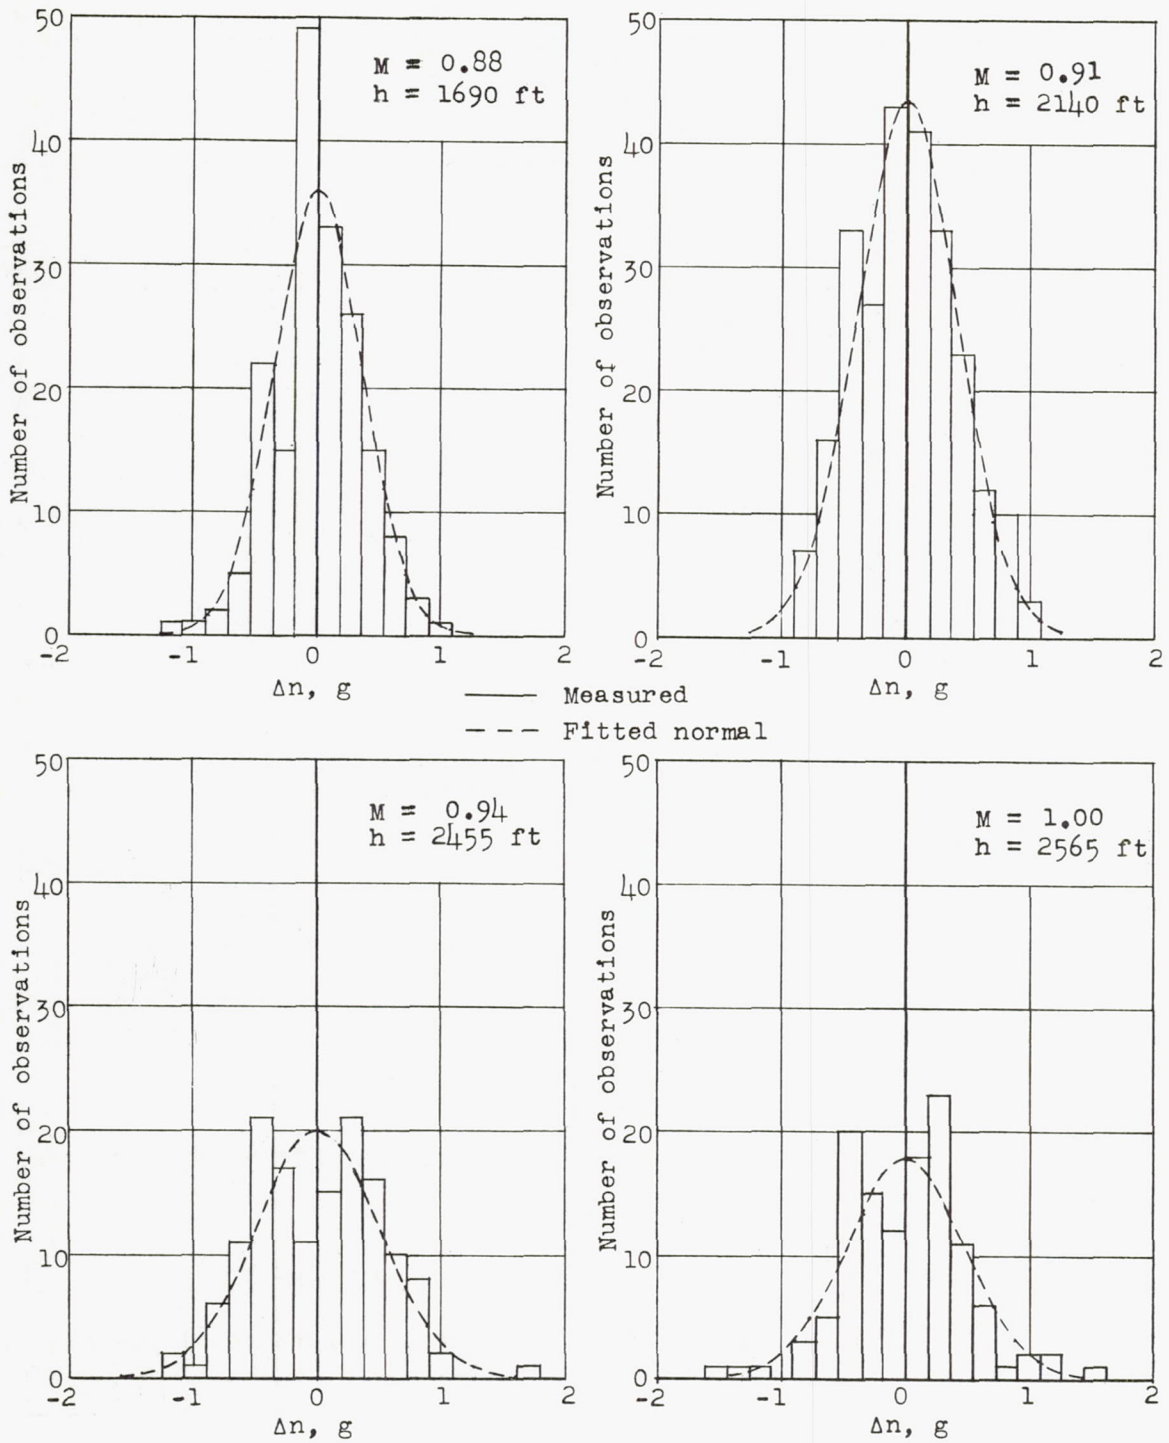 50
40
30
20
10
0
Number of observations
M = 0.88
h = 1690 ft
-2 -1 0 1 2
Δn, g
50
40
30
20
10
0
Number of observations
M = 0.91
h = 2140 ft
-2 -1 0 1 2
Δn, g
Measured
Fitted normal
50
40
30
20
10
0
Number of observations
M = 0.94
h = 2455 ft
-2 -1 0 1 2
Δn, g
50
40
30
20
10
0
Number of observations
M = 1.00
h = 2565 ft
-2 -1 0 1 2
Δn, g